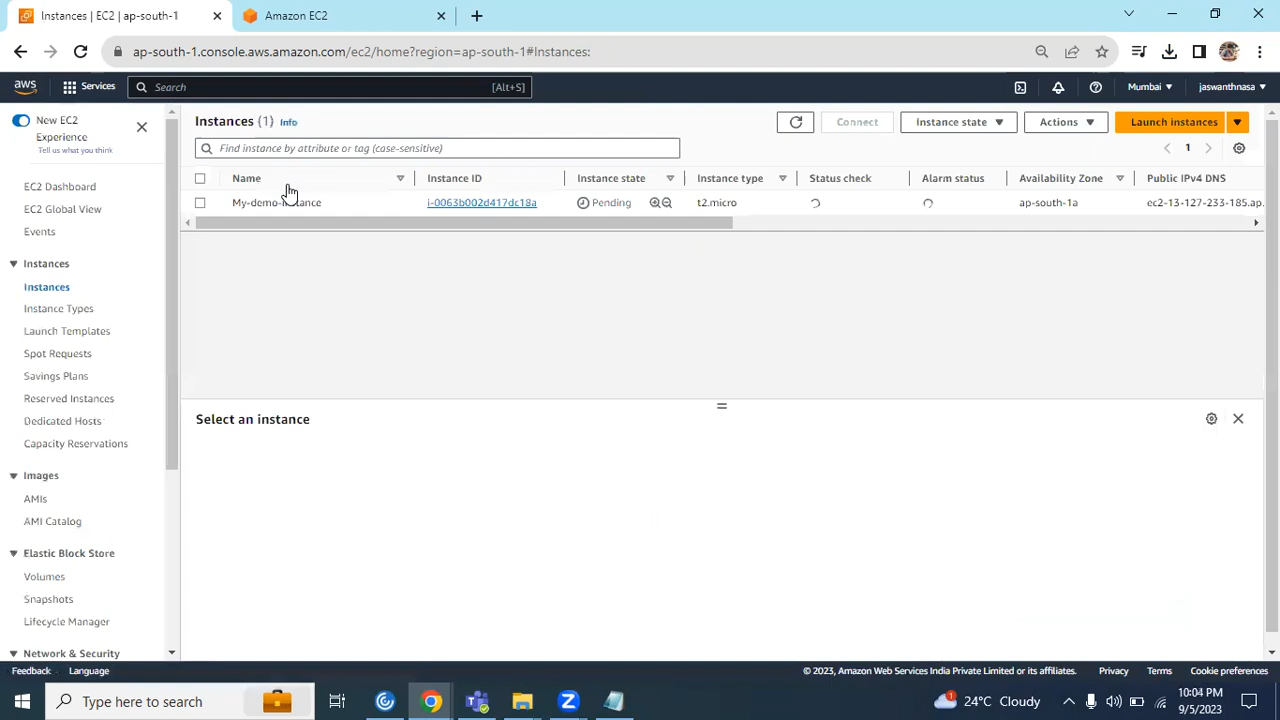 Instances | EC2 | ap-south-1
Amazon EC2
ap-south-1.console.aws.amazon.com/ec2/home?region=ap-south-1#Instances:
aws
Services
Search
[Alt+S]
Mumbai
jaswanthnasa
New EC2 Experience
Tell us what you think
EC2 Dashboard
EC2 Global View
Events
Instances
Instances
Instance Types
Launch Templates
Spot Requests
Savings Plans
Reserved Instances
Dedicated Hosts
Capacity Reservations
Images
AMIs
AMI Catalog
Elastic Block Store
Volumes
Snapshots
Lifecycle Manager
Network & Security
Instances (1) Info
Connect
Instance state
Actions
Launch instances
Find instance by attribute or tag (case-sensitive)
1
Name Instance ID Instance state Instance type Status check Alarm status Availability Zone Public IPv4 DNS
My-demo-instance i-0063b002d417dc18a Pending t2.micro ap-south-1a ec2-13-127-233-185.ap.
Select an instance
Feedback Language
© 2023, Amazon Web Services India Private Limited or its affiliates. Privacy Terms Cookie preferences
Type here to search
1
24°C Cloudy
10:04 PM
9/5/2023